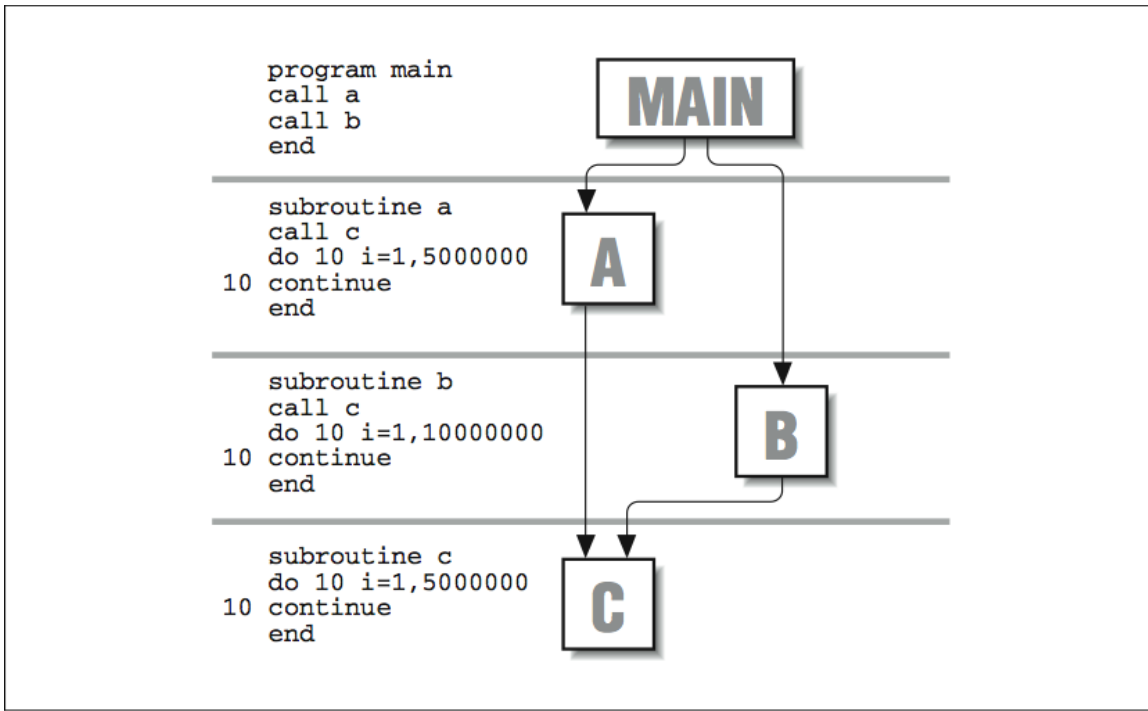 program main
call a
call b
end
MAIN
subroutine a
call c
do 10 i=1,5000000
10 continue
end
A
subroutine b
call c
do 10 i=1,10000000
10 continue
end
B
subroutine c
do 10 i=1,5000000
10 continue
end
C